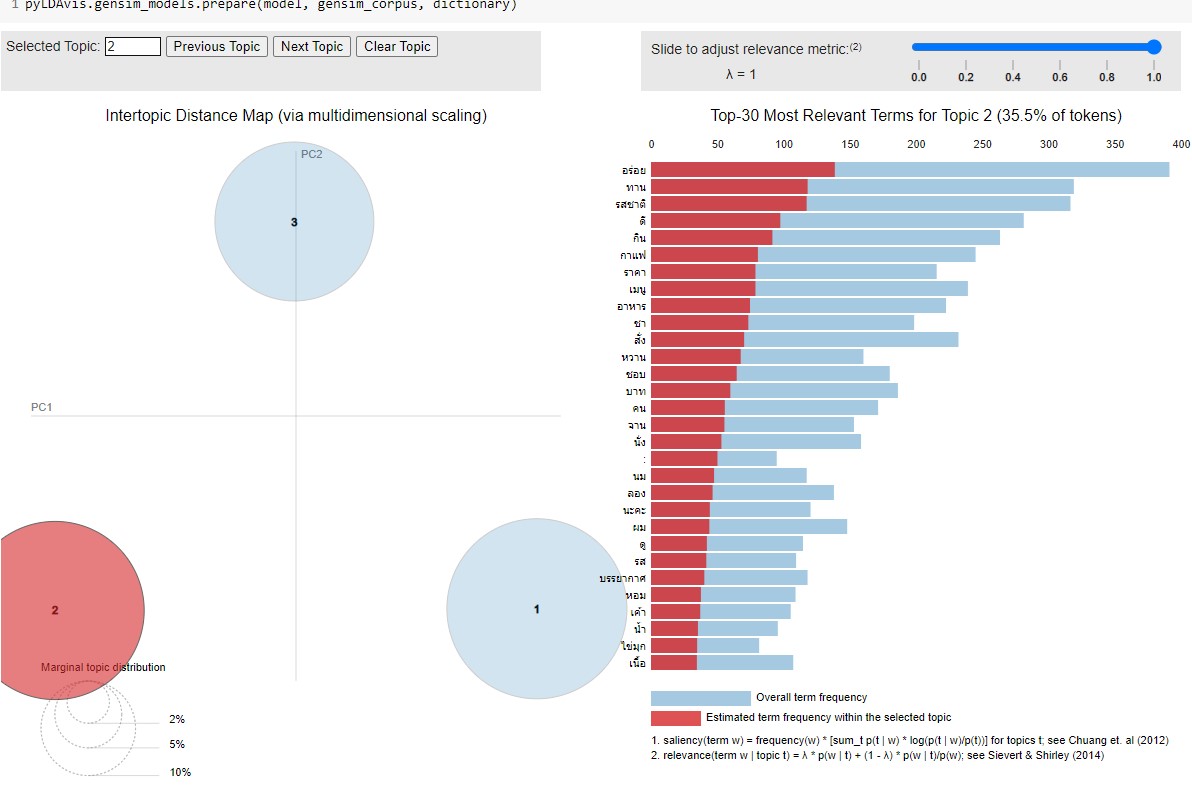 1 pyLDAvis.gensim_models.prepare(model, gensim_corpus, dictionary)
Selected Topic: 2 Previous Topic Next Topic Clear Topic
Slide to adjust relevance metric:(2)
λ = 1
0.0 0.2 0.4 0.6 0.8 1.0
Intertopic Distance Map (via multidimensional scaling)
PC2
3
PC1
2
1
Marginal topic distribution
2%
5%
10%
Top-30 Most Relevant Terms for Topic 2 (35.5% of tokens)
0 50 100 150 200 250 300 350 400
อร่อย
ทาน
รสชาติ
ดี
กิน
กาแฟ
ราคา
เมนู
อาหาร
ชา
สั่ง
หวาน
ชอบ
บาท
คน
จาน
นั่ง
:
นม
ลอง
นะคะ
ผม
ดู
รส
บรรยากาศ
หอม
เค้า
น้ำ
ไข่มุก
เนื้อ
Overall term frequency
Estimated term frequency within the selected topic
1. saliency(term w) = frequency(w) * [sum_t p(t | w) * log(p(t | w)/p(t))] for topics t; see Chuang et. al (2012)
2. relevance(term w | topic t) = λ * p(w | t) + (1 - λ) * p(w | t)/p(w); see Sievert & Shirley (2014)